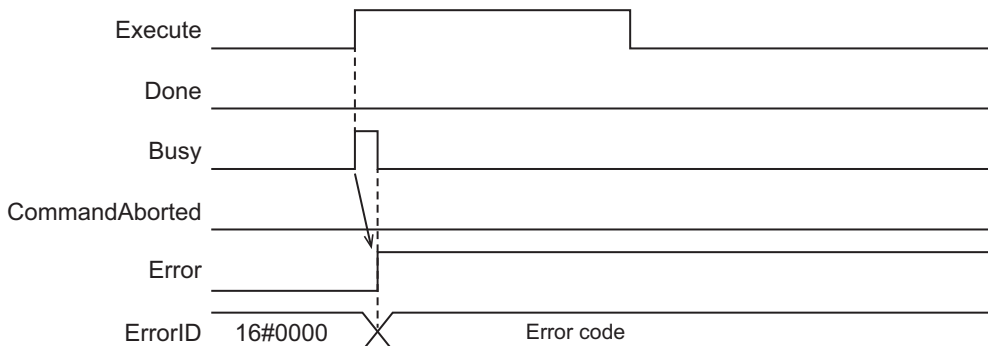 Execute
Done
Busy
CommandAborted
Error
ErrorID 16#0000 Error code